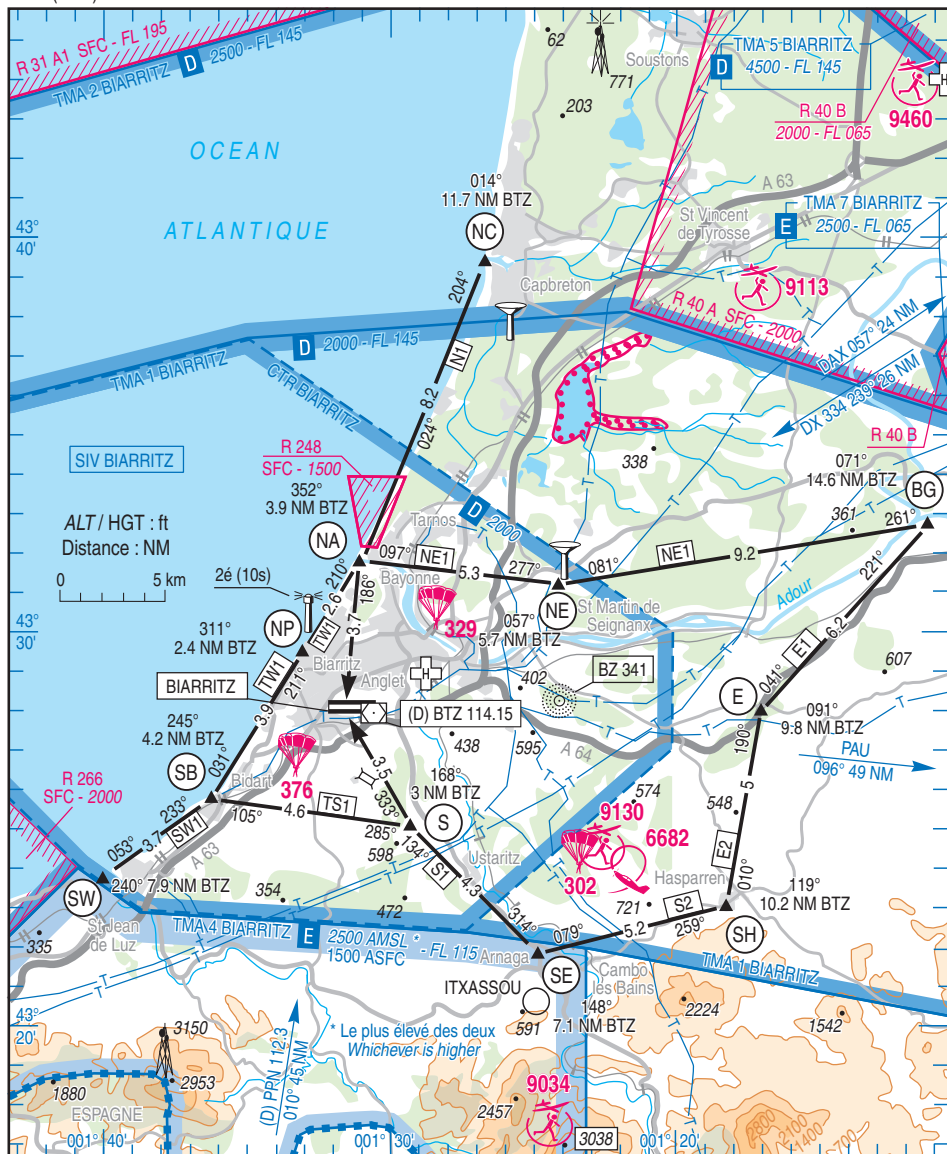 R 31 A1 SFC - FL 195
TMA 2 BIARRITZ D 2500 - FL 145
62
Soustons
771
203
D
TMA 5 BIARRITZ
4500 - FL 145
R 40 B
2000 - FL 065
9460
H
OCEAN
ATLANTIQUE
43°
40'
014°
11.7 NM BTZ
NC
204°
Capbreton
A 63
St Vincent
de Tyrosse
E
TMA 7 BIARRITZ
2500 - FL 065
9113
R 40 A SFC - 2000
DAX 057° 24 NM
DX 334 239° 26 NM
R 40 B
TMA 1 BIARRITZ
D 2000 - FL 145
CTR BIARRITZ
D 2000
N1
8.2
024°
SIV BIARRITZ
R 248
SFC - 1500
352°
3.9 NM BTZ
338
071°
14.6 NM BTZ
BG
361
261°
ALT / HGT : ft
Distance : NM
0 5 km
2é (10s)
NA
Tarnos
097°
NE1
5.3
277°
081°
NE1
9.2
221°
210°
2.6
TW1
186°
3.7
Bayonne
329
NE
057°
5.7 NM BTZ
St Martin de
Seignanx
Adour
6.2
E1
041°
43°
30'
311°
2.4 NM BTZ
NP
Biarritz
Anglet
TW1
211°
3.9
031°
BIARRITZ
402
BZ 341
607
E
091°
9.8 NM BTZ
(D) BTZ 114.15
245°
4.2 NM BTZ
438
595
A 64
190°
PAU
096° 49 NM
SB
Bidart
376
3.5
333°
168°
3 NM BTZ
S
R 266
SFC - 2000
233°
SW1
3.7
053°
A 63
105°
4.6
TS1
285°
598
134°
S1
4.3
314°
Ustaritz
574
548
5
E2
010°
9130
6682
302
Hasparren
SW
240° 7.9 NM BTZ
St Jean
de Luz
335
354
472
721
S2
5.2
259°
079°
119°
10.2 NM BTZ
SH
TMA 4 BIARRITZ
E 2500 AMSL * - FL 115
1500 ASFC
Arnaga
SE
TMA 1 BIARRITZ
Cambo
les Bains
ITXASSOU
591
148°
7.1 NM BTZ
2224
1542
43°
20'
3150
2953
1880
ESPAGNE
(D) PPN 112.3
010° 45 NM
* Le plus élevé des deux
Whichever is higher
2457
9034
3038
2800
2100
1400
700
001° 40'
001° 30'
001° 20'